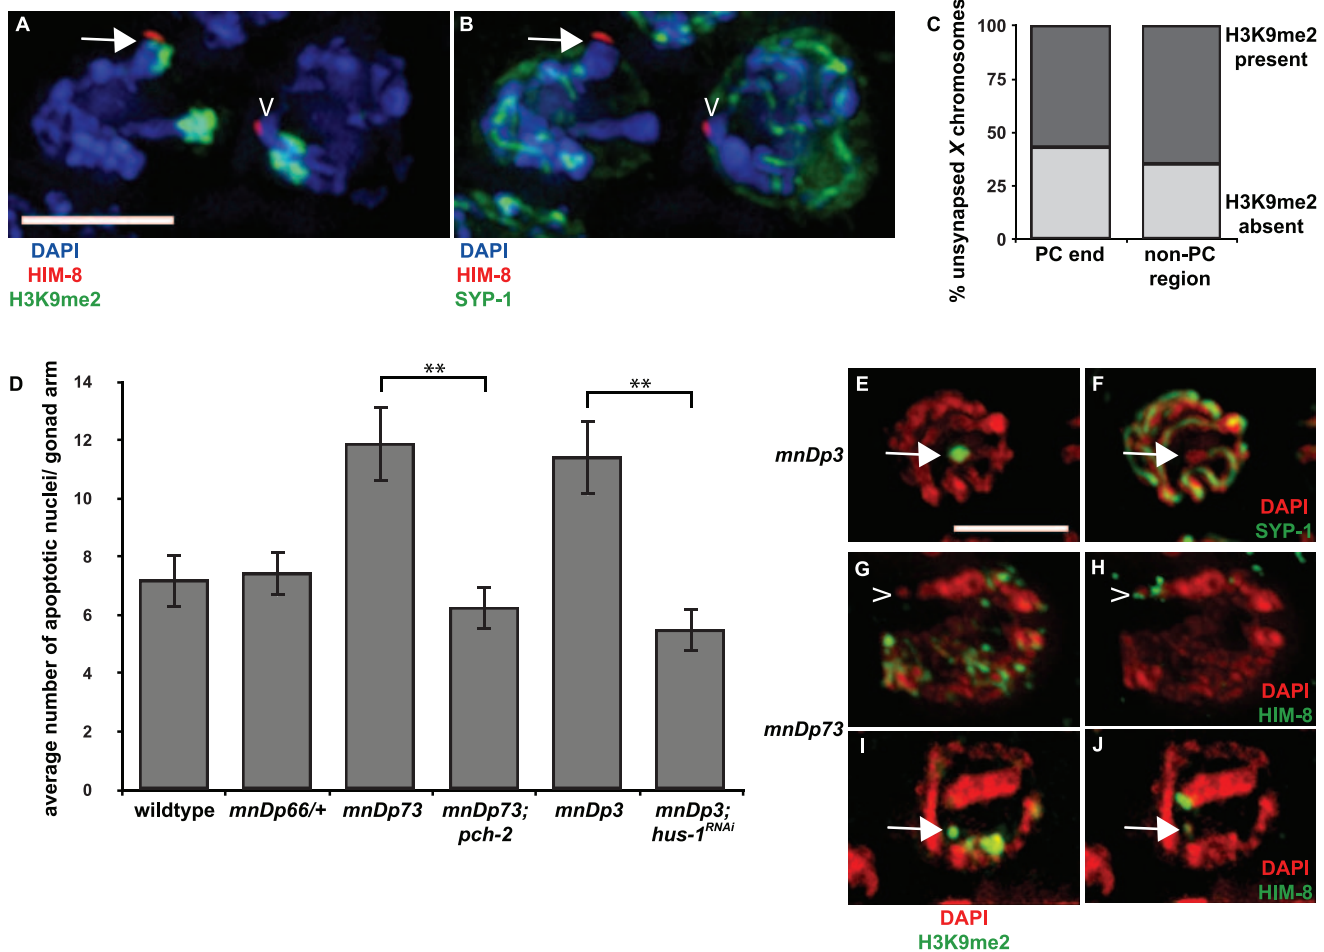 A
V
DAPI
HIM-8
H3K9me2
B
V
DAPI
HIM-8
SYP-1
C
% unsynapsed X chromosomes
100
75
50
25
0
H3K9me2
present
H3K9me2
absent
PC end
non-PC
region
D
average number of apoptotic nuclei/ gonad arm
14
12
10
8
6
4
2
0
**
**
wildtype
mnDp66/+
mnDp73
mnDp73;
pch-2
mnDp3
mnDp3;
hus-1RNAi
mnDp3
E
F
DAPI
SYP-1
mnDp73
G
V
H
V
DAPI
HIM-8
I
J
DAPI
HIM-8
DAPI
H3K9me2